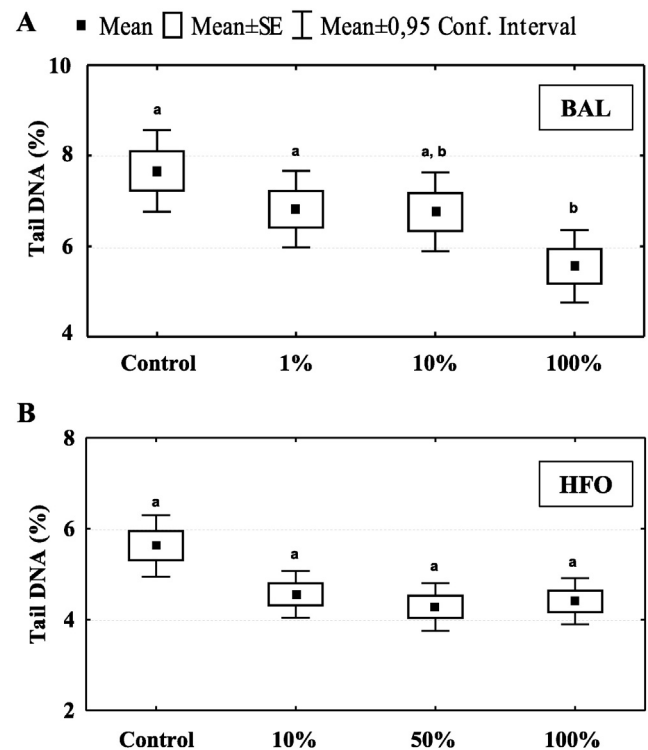 A
Mean Mean±SE Mean±0,95 Conf. Interval
10
BAL
a
8
a
a, b
b
Tail DNA (%)
6
4
Control 1% 10% 100%
B
8
HFO
a
6
a
a
a
Tail DNA (%)
4
2
Control 10% 50% 100%